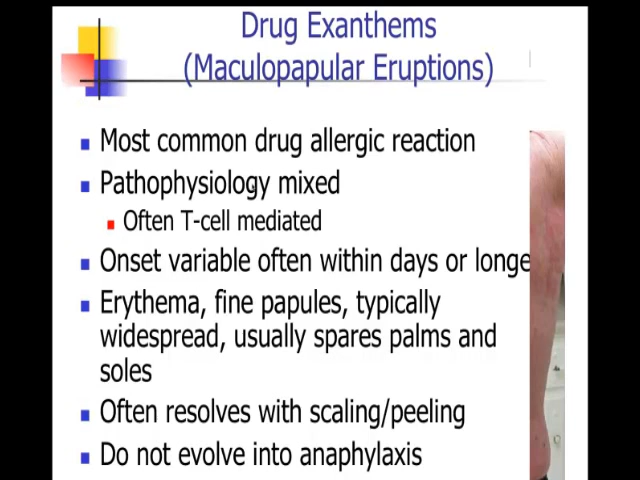 Drug Exanthems
(Maculopapular Eruptions)
Most common drug allergic reaction
Pathophysiology mixed
Often T-cell mediated
Onset variable often within days or longe
Erythema, fine papules, typically
widespread, usually spares palms and
soles
Often resolves with scaling/peeling
Do not evolve into anaphylaxis